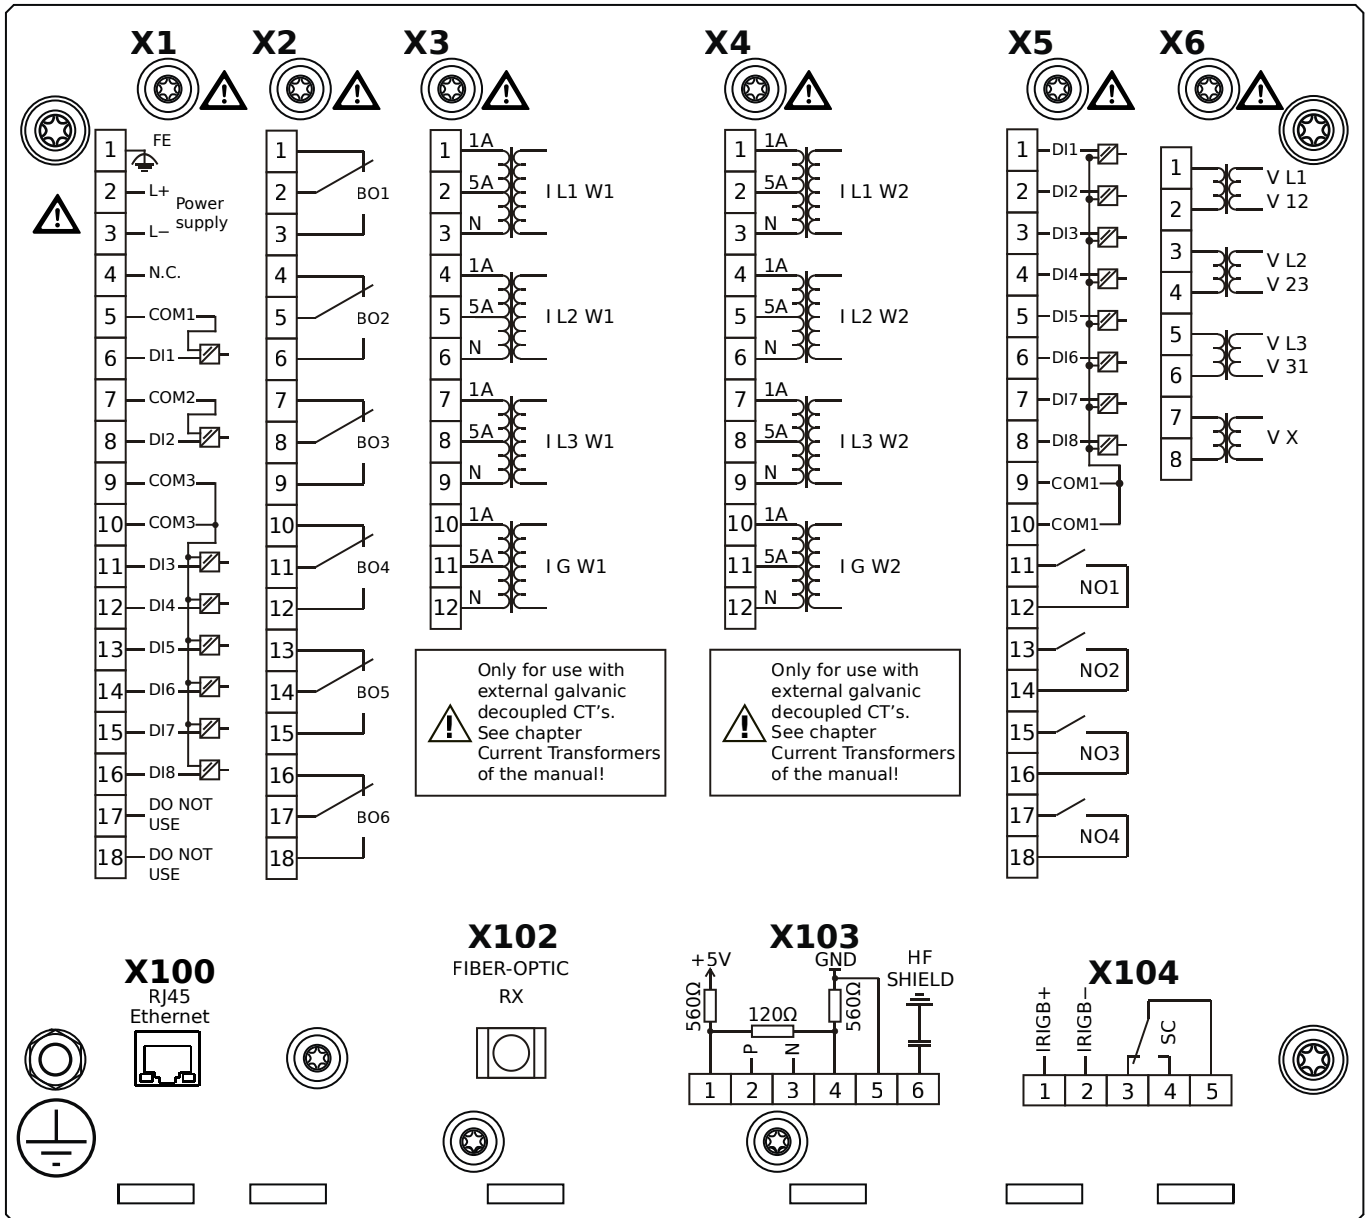 X1 X2 X3 X4 X5 X6
1 FE
2 L+
Power
supply
3 L−
4 N.C.
5 COM1
6 DI1
7 COM2
8 DI2
9 COM3
10 COM3
11 DI3
12 DI4
13 DI5
14 DI6
15 DI7
16 DI8
17 DO NOT
USE
18 DO NOT
USE
1
2 BO1
3
4
5 BO2
6
7
8 BO3
9
10
11 BO4
12
13
14 BO5
15
16
17 BO6
18
1 1A
2 5A I L1 W1
3 N
4 1A
5 5A I L2 W1
6 N
7 1A
8 5A I L3 W1
9 N
10 1A
11 5A I G W1
12 N
Only for use with
external galvanic
decoupled CT's.
See chapter
Current Transformers
of the manual!
1 1A
2 5A I L1 W2
3 N
4 1A
5 5A I L2 W2
6 N
7 1A
8 5A I L3 W2
9 N
10 1A
11 5A I G W2
12 N
Only for use with
external galvanic
decoupled CT's.
See chapter
Current Transformers
of the manual!
1 DI1
2 DI2
3 DI3
4 DI4
5 DI5
6 DI6
7 DI7
8 DI8
9 COM1
10 COM1
11
NO1
12
13
NO2
14
15
NO3
16
17
NO4
18
1 V L1
2 V 12
3 V L2
4 V 23
5 V L3
6 V 31
7
V X
8
X100
RJ45
Ethernet
X102
FIBER-OPTIC
RX
X103
+5V GND HF
SHIELD
560Ω 120Ω 560Ω
P N
1 2 3 4 5 6
X104
IRIGB+ IRIGB− SC
1 2 3 4 5